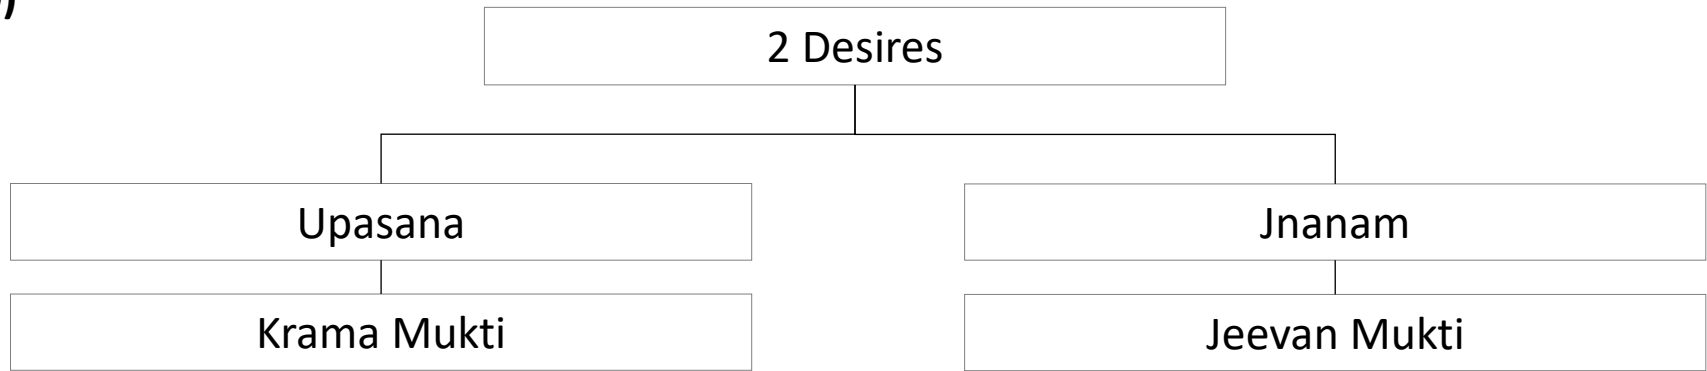 2 Desires
Upasana
Jnanam
Krama Mukti
Jeevan Mukti